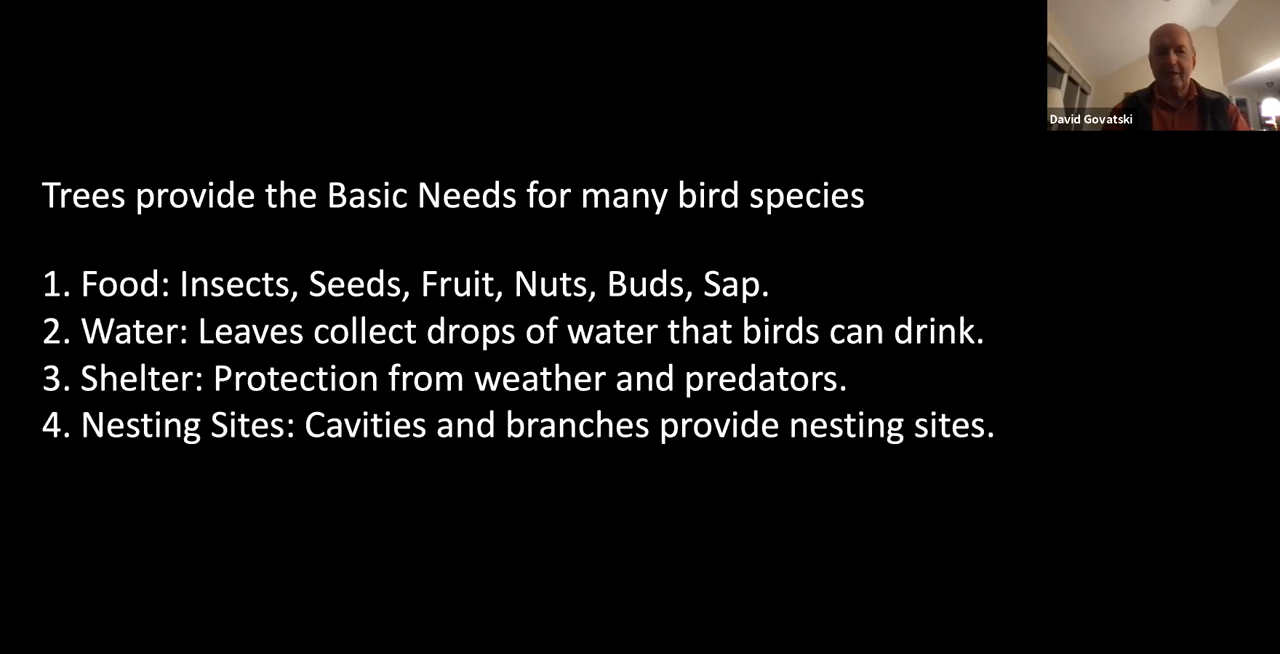 David Govatski
Trees provide the Basic Needs for many bird species
1. Food: Insects, Seeds, Fruit, Nuts, Buds, Sap.
2. Water: Leaves collect drops of water that birds can drink.
3. Shelter: Protection from weather and predators.
4. Nesting Sites: Cavities and branches provide nesting sites.